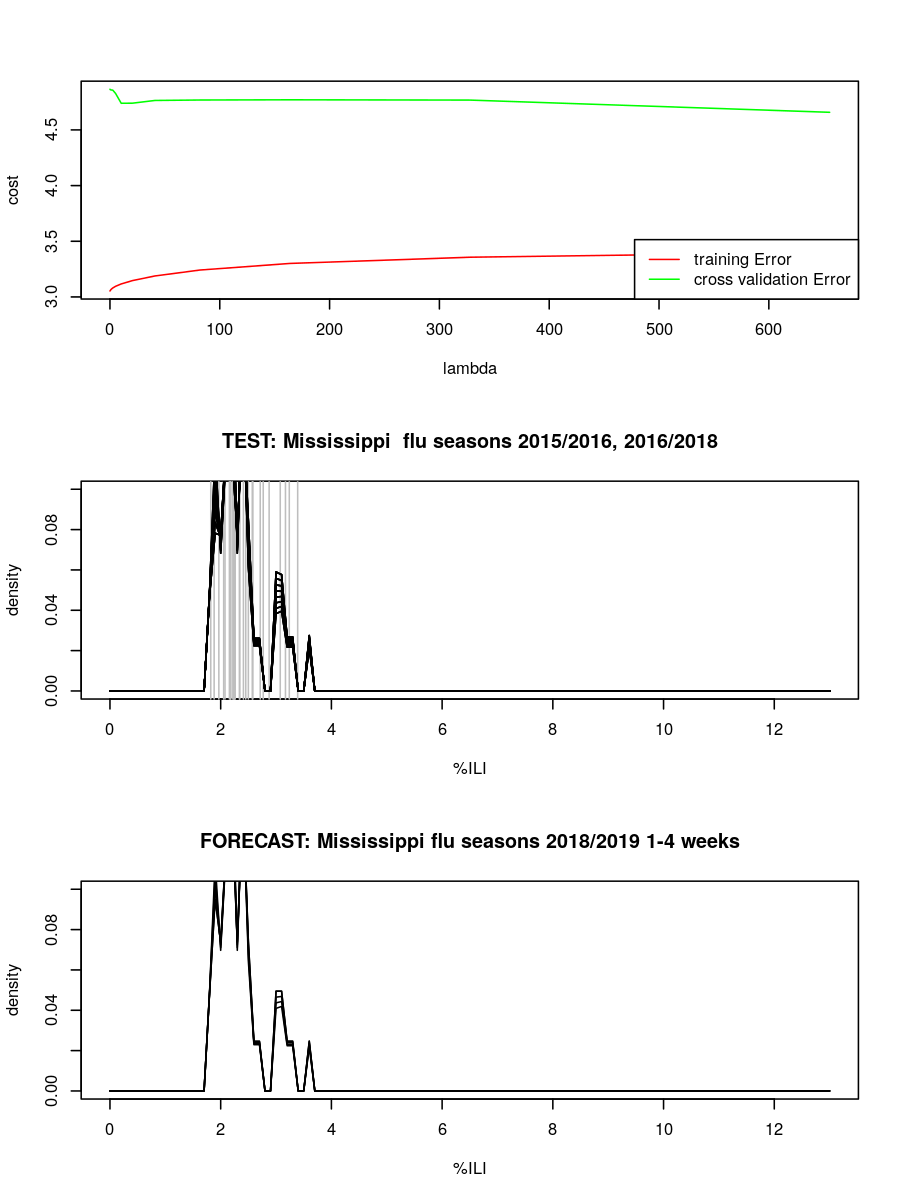 4.5
4.0
3.5
3.0
cost
training Error
cross validation Error
0 100 200 300 400 500 600
lambda
TEST: Mississippi  flu seasons 2015/2016, 2016/2018
0.08
0.04
0.00
density
0 2 4 6 8 10 12
%ILI
FORECAST: Mississippi flu seasons 2018/2019 1-4 weeks
0.08
0.04
0.00
density
0 2 4 6 8 10 12
%ILI